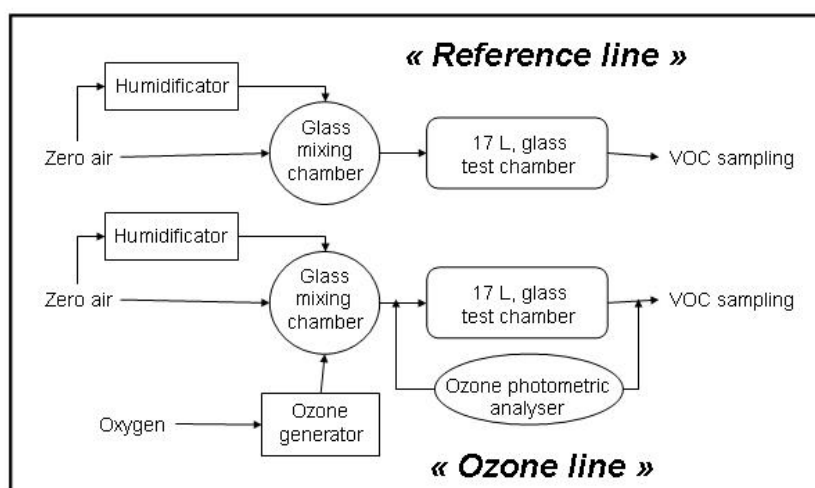 « Reference line »
Humidificator
Zero air
Glass
mixing
chamber
17 L, glass
test chamber
VOC sampling
Humidificator
Zero air
Glass
mixing
chamber
17 L, glass
test chamber
VOC sampling
Ozone photometric
analyser
Oxygen
Ozone
generator
« Ozone line »